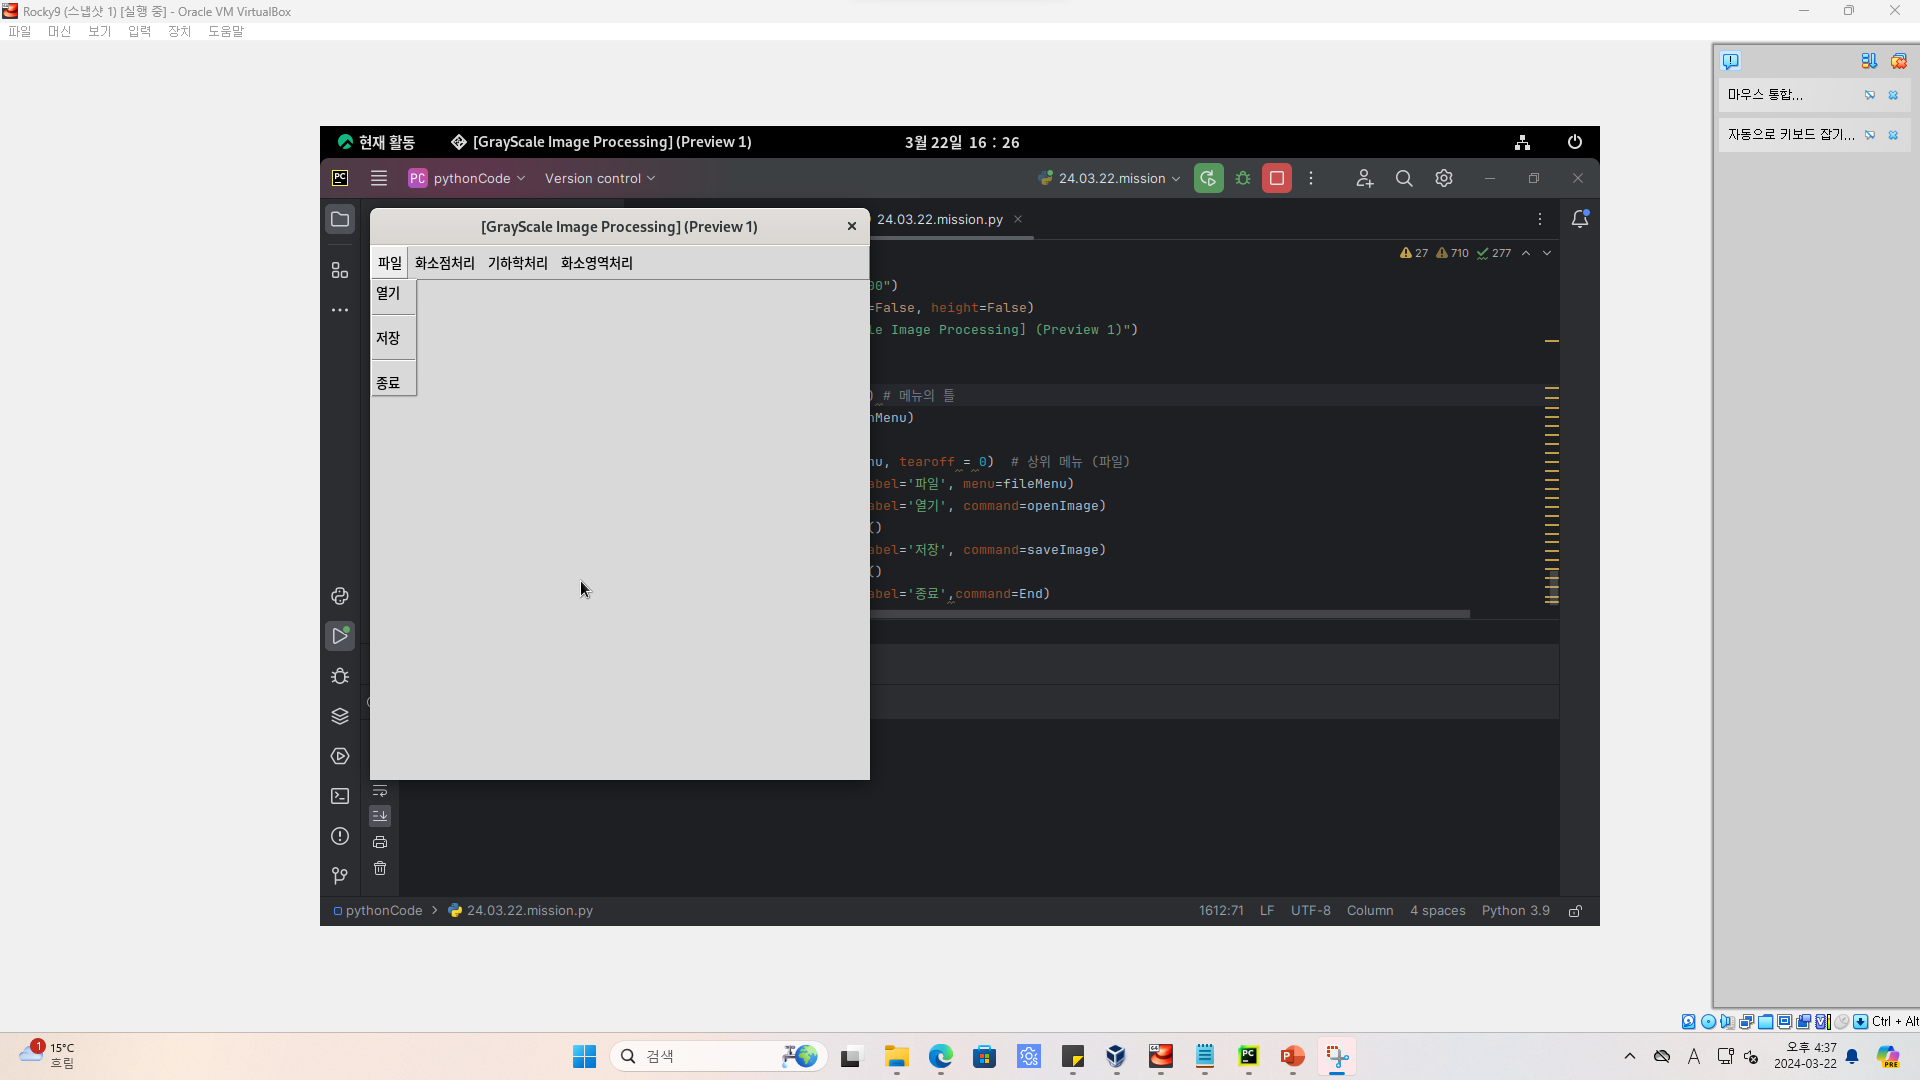 Rocky9 (스냅샷 1) [실행 중] - Oracle VM VirtualBox
파일 머신 보기 입력 장치 도움말
마우스 통합...
자동으로 키보드 잡기...
현재 활동 [GrayScale Image Processing] (Preview 1) 3월 22일 16 : 26
PC pythonCode Version control 24.03.22.mission
[GrayScale Image Processing] (Preview 1)
24.03.22.mission.py
27 710 277
파일 화소점처리 기하학처리 화소영역처리
열기
저장
종료
00")
=False, height=False)
le Image Processing] (Preview 1)")
) # 메뉴의 틀
nMenu)
nu, tearoff = 0) # 상위 메뉴 (파일)
abel='파일', menu=fileMenu)
abel='열기', command=openImage)
()
abel='저장', command=saveImage)
()
abel='종료',command=End)
pythonCode > 24.03.22.mission.py 1612:71 LF UTF-8 Column 4 spaces Python 3.9
Ctrl + Alt
1 15°C
흐림
검색
A
오후 4:37
2024-03-22